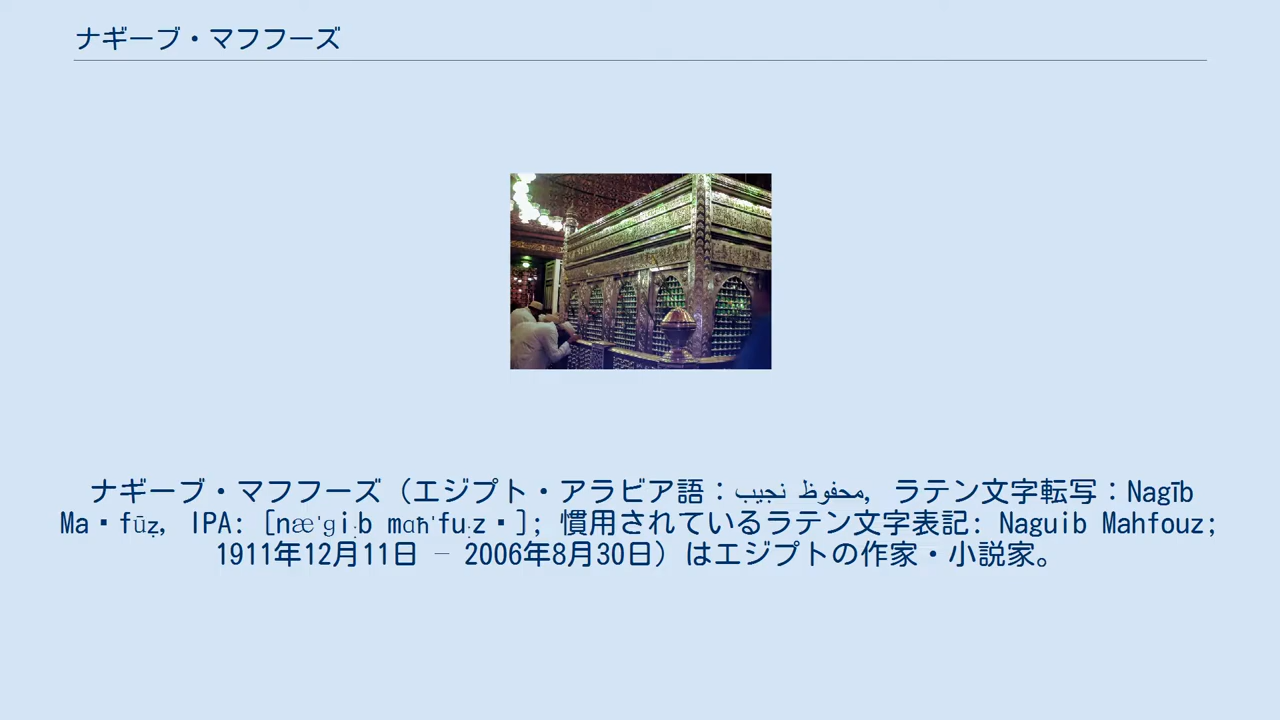 ナギーブ・マフフーズ
ナギーブ・マフフーズ（エジプト・アラビア語：نجيب محفوظ, ラテン文字転写：Nagīb
Ma�fūẓ, IPA: [næˈɡiːb mɑħˈfuːz�]; 慣用されているラテン文字表記: Naguib Mahfouz;
1911年12月11日 – 2006年8月30日）はエジプトの作家・小説家。